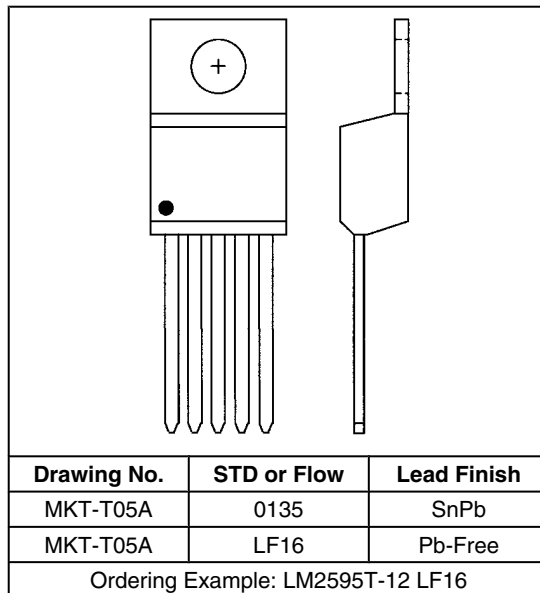 Drawing No. STD or Flow Lead Finish
MKT-T05A 0135 SnPb
MKT-T05A LF16 Pb-Free
Ordering Example: LM2595T-12 LF16